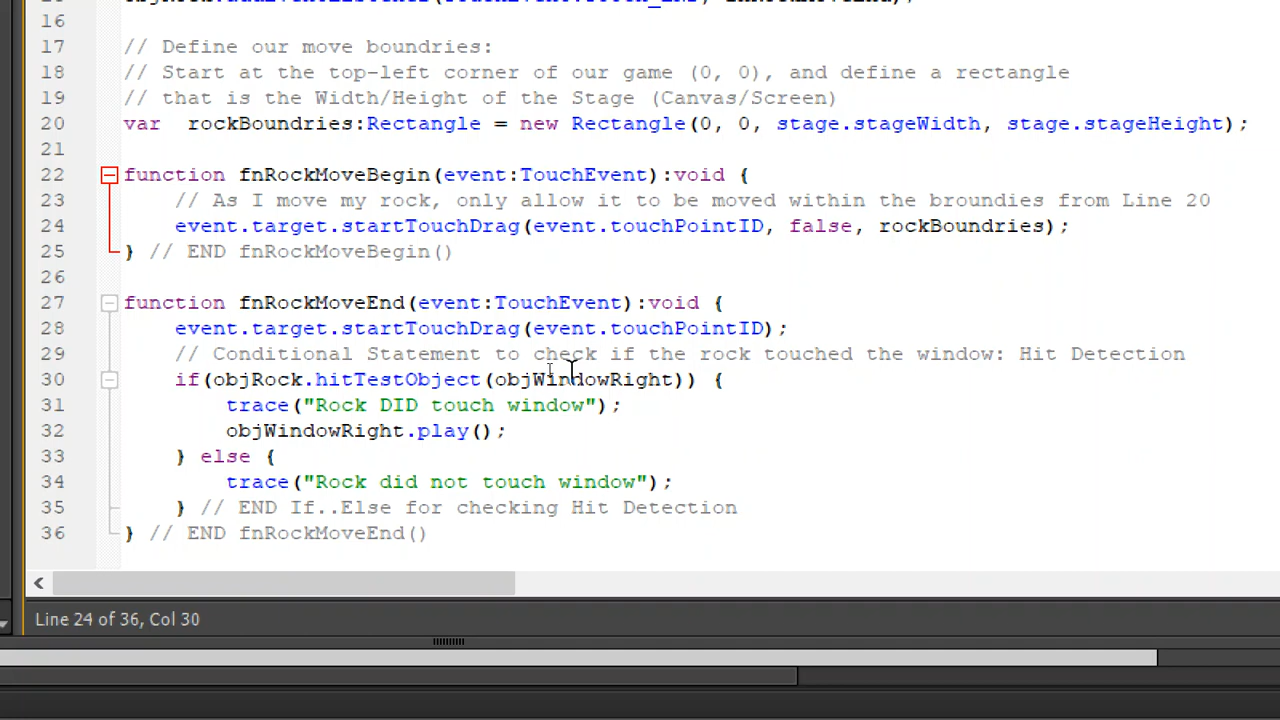 16
17 // Define our move boundries:
18 // Start at the top-left corner of our game (0, 0), and define a rectangle
19 // that is the Width/Height of the Stage (Canvas/Screen)
20 var rockBoundries:Rectangle = new Rectangle(0, 0, stage.stageWidth, stage.stageHeight);
21
22 function fnRockMoveBegin(event:TouchEvent):void {
23 // As I move my rock, only allow it to be moved within the broundies from Line 20
24 event.target.startTouchDrag(event.touchPointID, false, rockBoundries);
25 } // END fnRockMoveBegin()
26
27 function fnRockMoveEnd(event:TouchEvent):void {
28 event.target.startTouchDrag(event.touchPointID);
29 // Conditional Statement to check if the rock touched the window: Hit Detection
30 if(objRock.hitTestObject(objWindowRight)) {
31 trace("Rock DID touch window");
32 objWindowRight.play();
33 } else {
34 trace("Rock did not touch window");
35 } // END If..Else for checking Hit Detection
36 } // END fnRockMoveEnd()
Line 24 of 36, Col 30